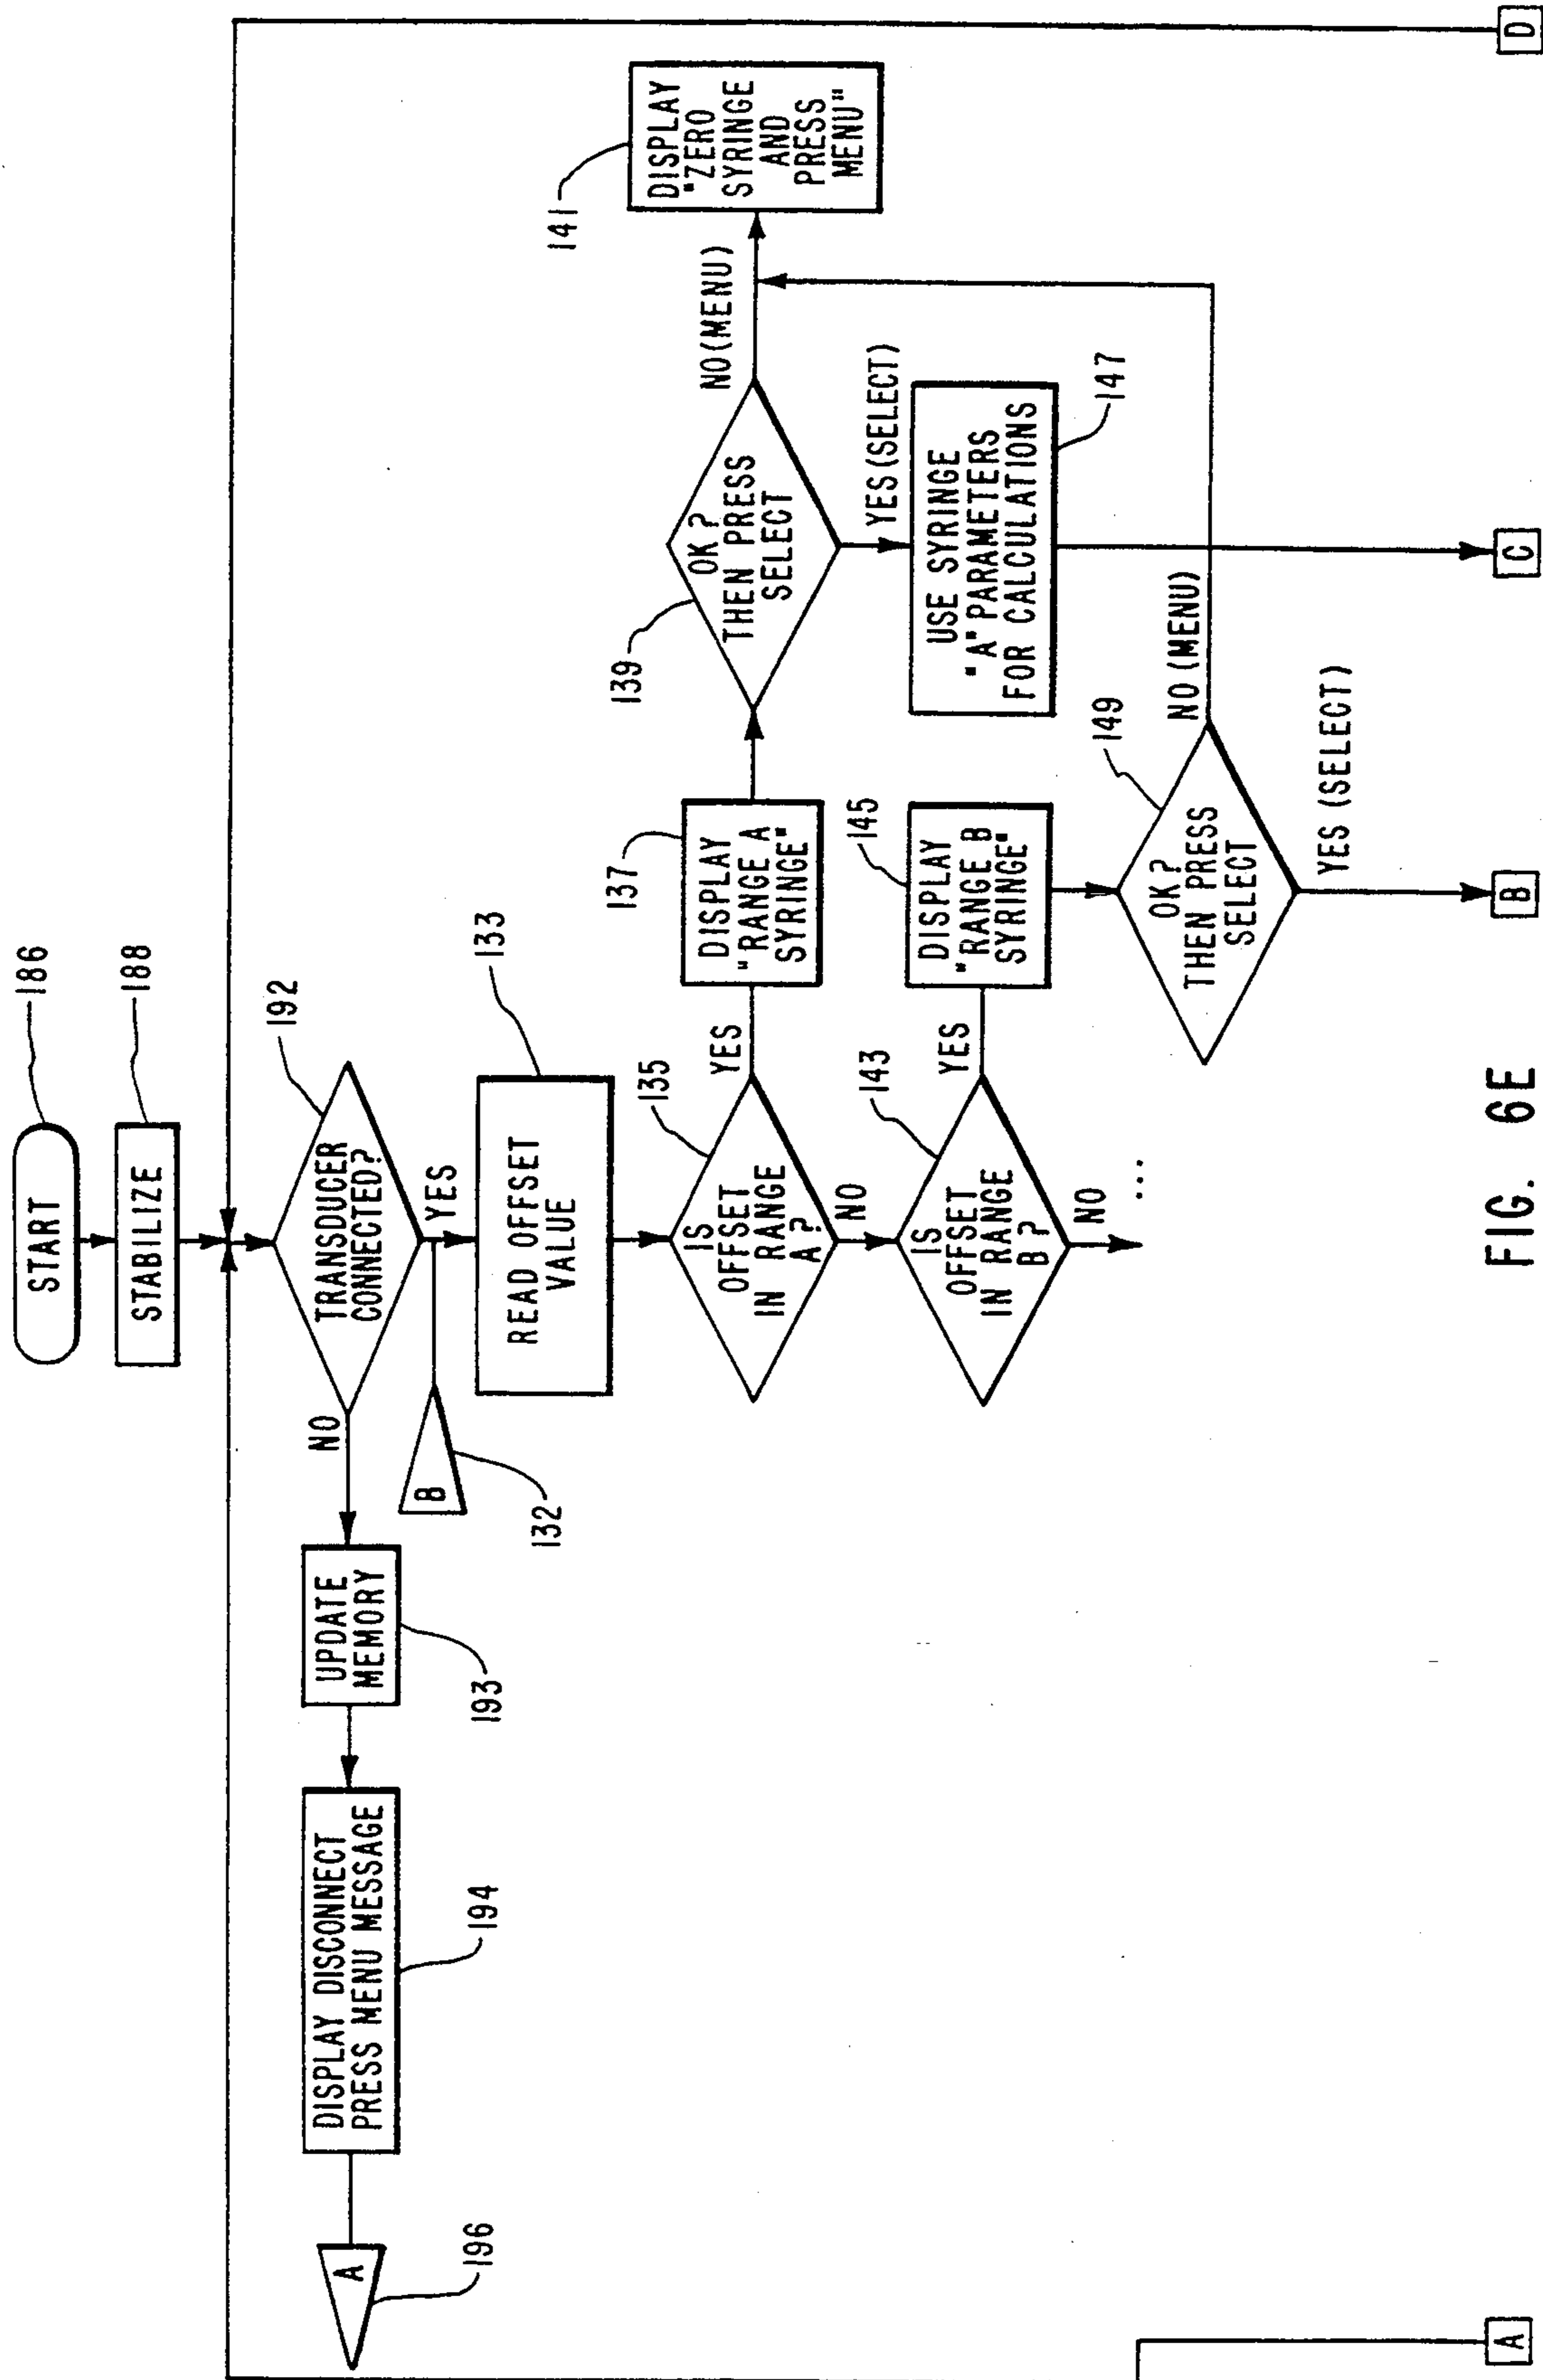 START
186
STABILIZE
188
TRANSDUCER
CONNECTED?
192
NO
YES
UPDATE
MEMORY
193
DISPLAY DISCONNECT
PRESS MENU MESSAGE
194
A
196
B
132
READ OFFSET
VALUE
133
IS
OFFSET
IN RANGE
A?
135
YES
NO
DISPLAY
"RANGE A
SYRINGE"
137
OK?
THEN PRESS
SELECT
139
NO(MENU)
DISPLAY
"ZERO
SYRINGE
AND
PRESS
MENU"
141
YES(SELECT)
USE SYRINGE
"A" PARAMETERS
FOR CALCULATIONS
147
IS
OFFSET
IN RANGE
B?
143
YES
NO
...
DISPLAY
"RANGE B
SYRINGE"
145
OK?
THEN PRESS
SELECT
149
NO (MENU)
YES (SELECT)
A
B
C
D
FIG. 6E